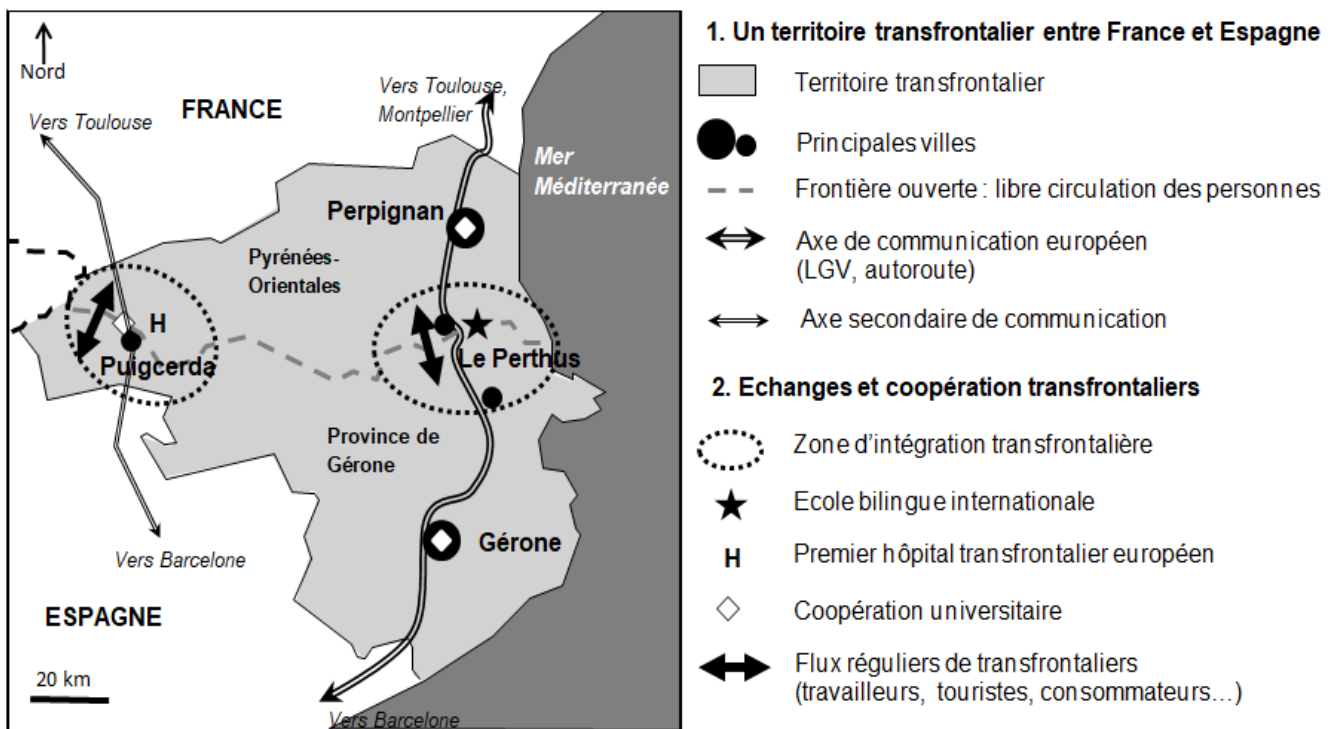 Nord
FRANCE
Vers Toulouse
Vers Toulouse,
Montpellier
Mer
Méditerranée
Perpignan
Pyrénées-
Orientales
H
Puigcerda
Le Perthus
Province de
Gérone
Gérone
Vers Barcelone
ESPAGNE
20 km
Vers Barcelone
1. Un territoire transfrontalier entre France et Espagne
Territoire transfrontalier
Principales villes
Frontière ouverte : libre circulation des personnes
Axe de communication européen
(LGV, autoroute)
Axe secondaire de communication
2. Echanges et coopération transfrontaliers
Zone d'intégration transfrontalière
Ecole bilingue internationale
H Premier hôpital transfrontalier européen
Coopération universitaire
Flux réguliers de transfrontaliers
(travailleurs, touristes, consommateurs…)